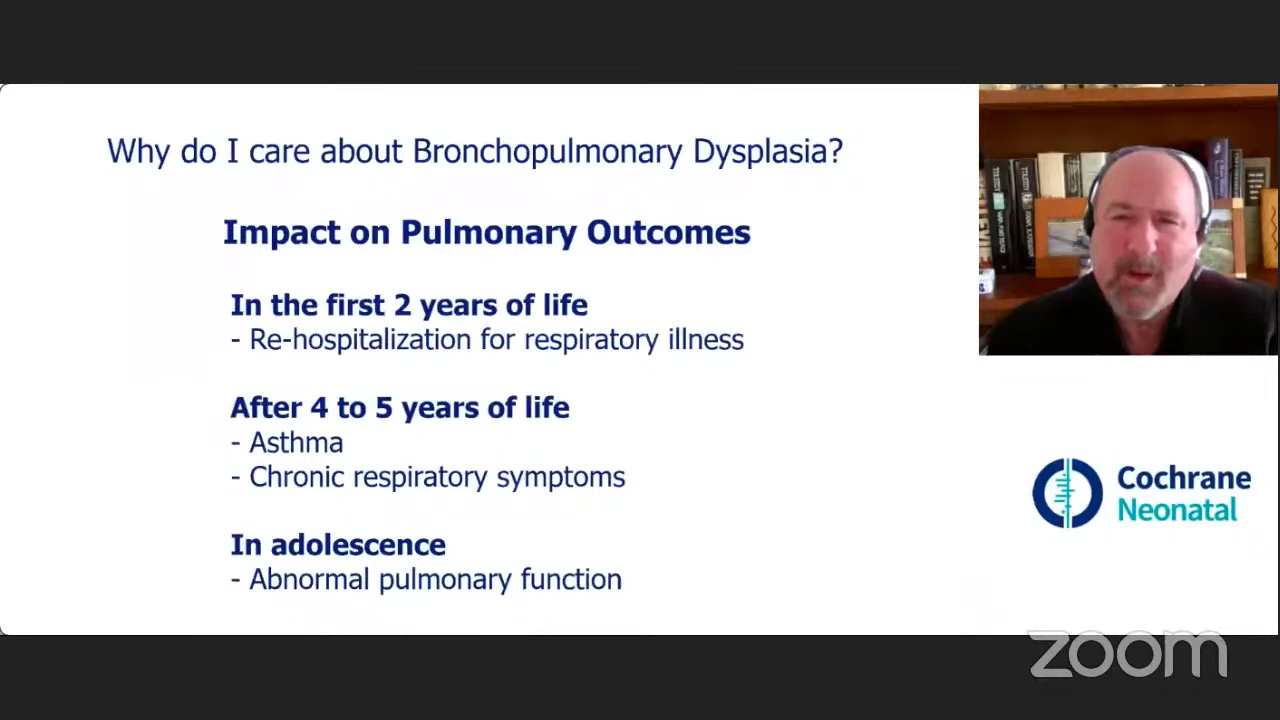 Why do I care about Bronchopulmonary Dysplasia?
Impact on Pulmonary Outcomes
In the first 2 years of life
- Re-hospitalization for respiratory illness
After 4 to 5 years of life
- Asthma
- Chronic respiratory symptoms
In adolescence
- Abnormal pulmonary function
TOLSTOY
TOLSTOY
Cochrane
Neonatal
zoom